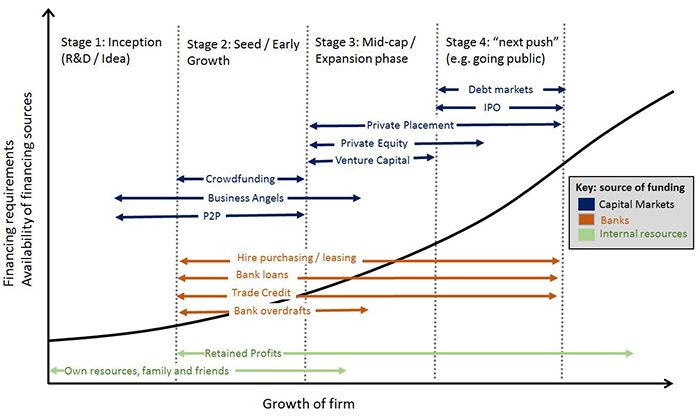 Stage 1: Inception
(R&D / Idea)
Stage 2: Seed / Early
Growth
Stage 3: Mid-cap /
Expansion phase
Stage 4: “next push”
(e.g. going public)
Debt markets
IPO
Private Placement
Private Equity
Venture Capital
Crowdfunding
Business Angels
P2P
Key: source of funding
Capital Markets
Banks
Internal resources
Hire purchasing / leasing
Bank loans
Trade Credit
Bank overdrafts
Retained Profits
Own resources, family and friends
Financing requirements
Availability of financing sources
Growth of firm